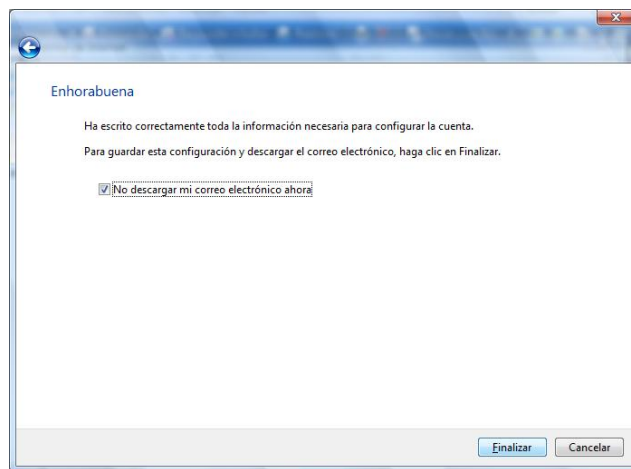 Enhorabuena
Ha escrito correctamente toda la información necesaria para configurar la cuenta.
Para guardar esta configuración y descargar el correo electrónico, haga clic en Finalizar.
No descargar mi correo electrónico ahora
Finalizar
Cancelar